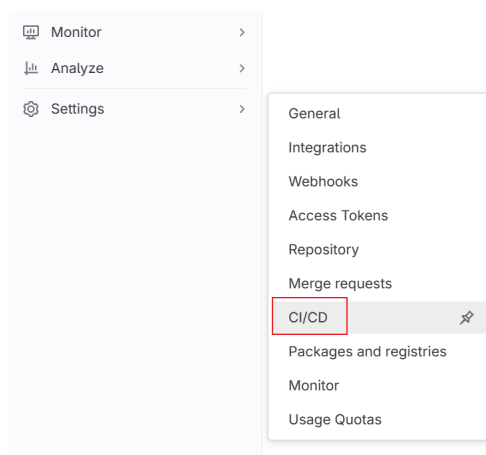 Monitor
Analyze
Settings
General
Integrations
Webhooks
Access Tokens
Repository
Merge requests
CI/CD
Packages and registries
Monitor
Usage Quotas